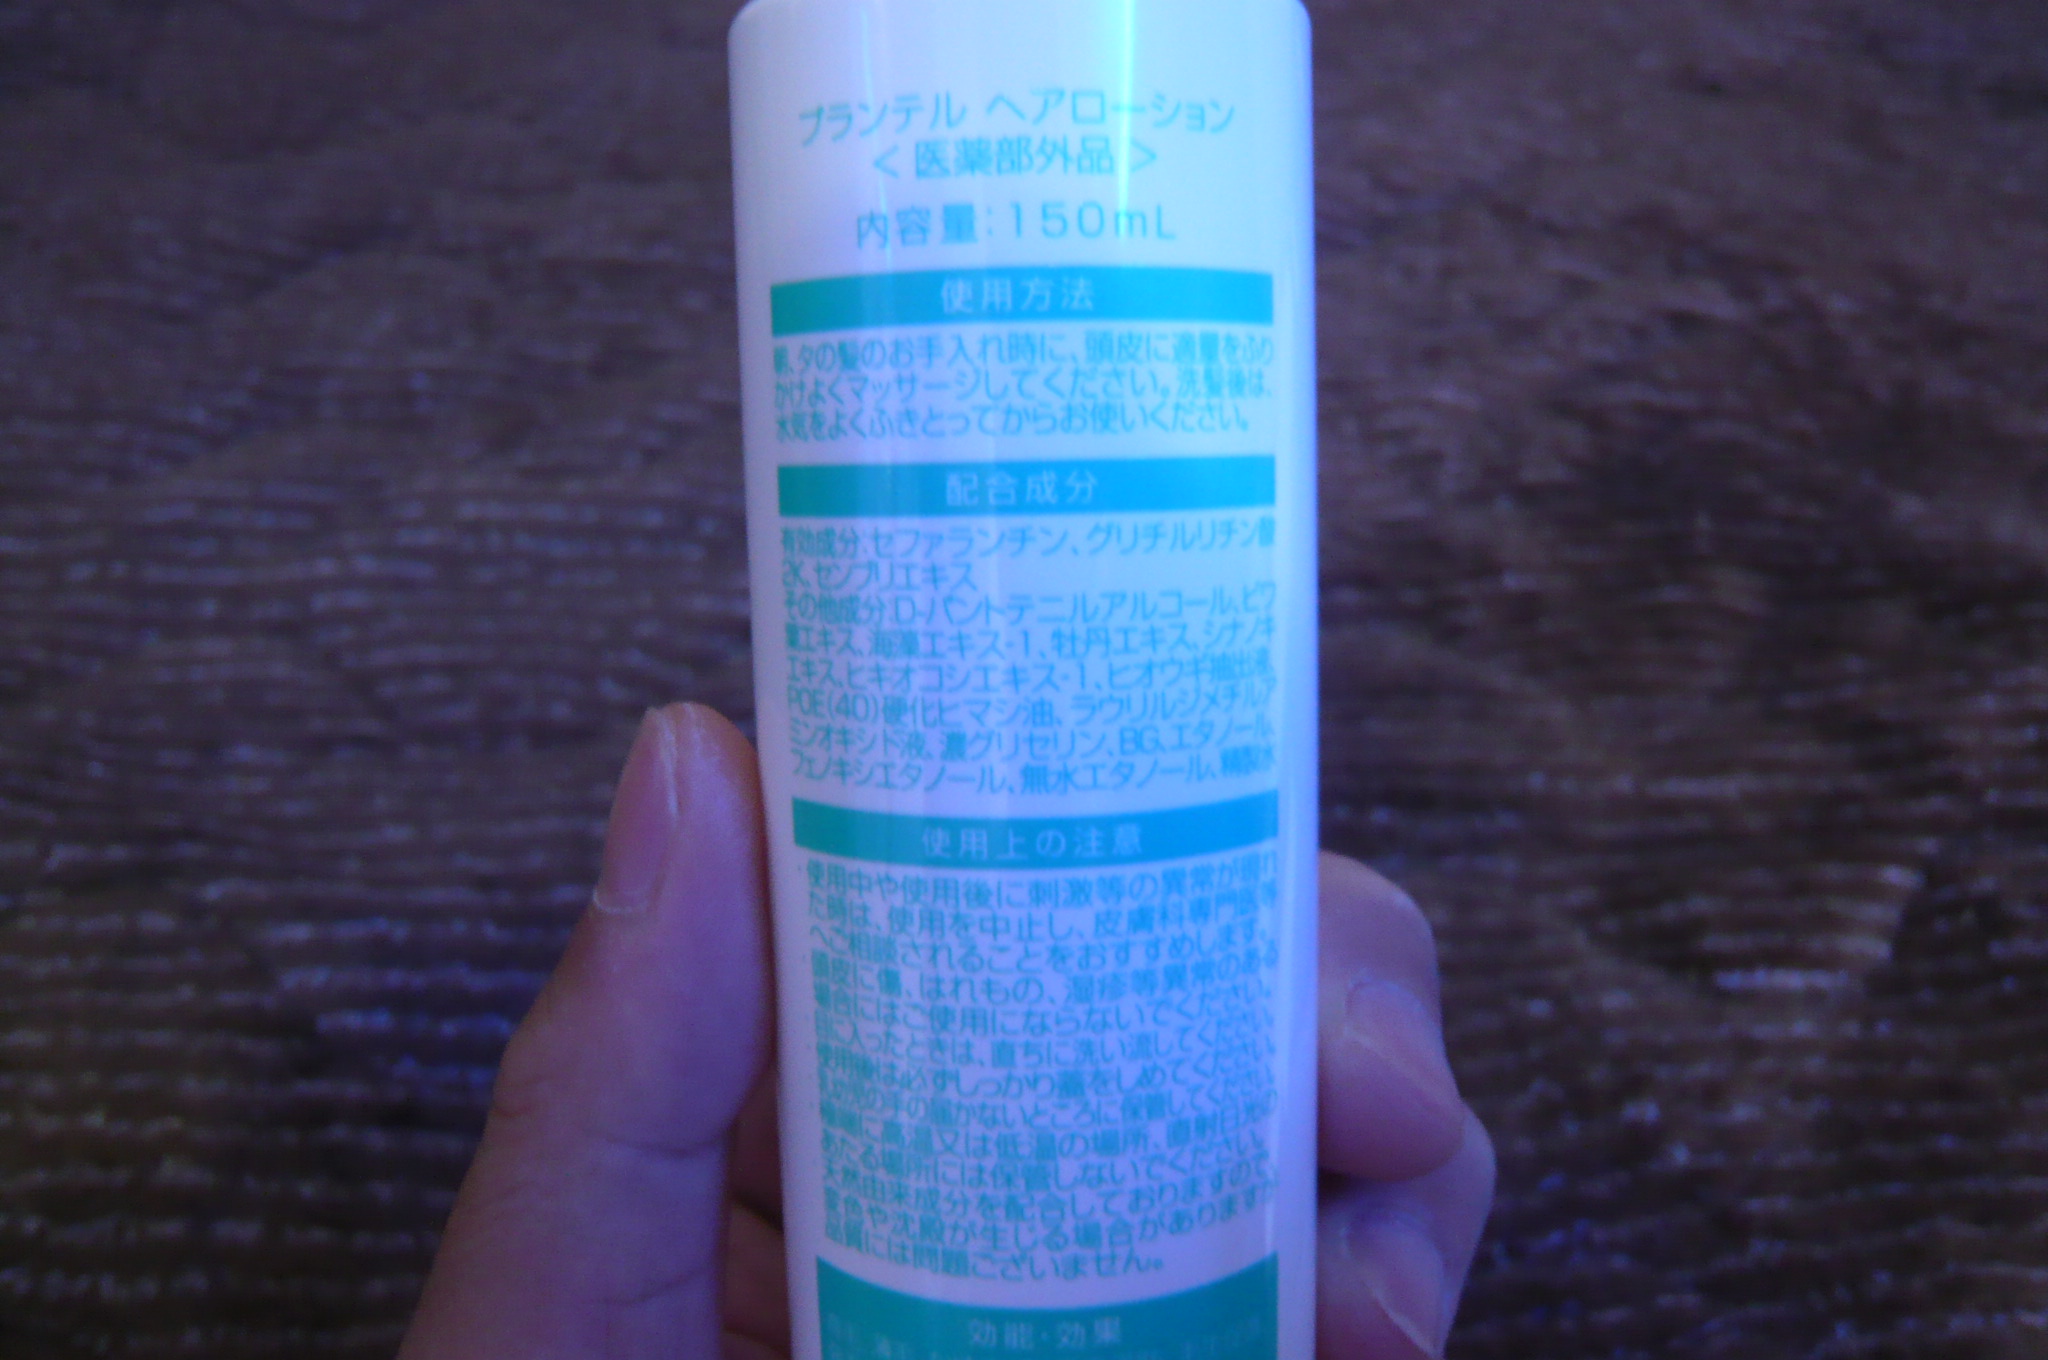 プランテル ヘアローション
＜医薬部外品＞
内容量：150mL
使用方法
朝、夕の髪のお手入れ時に、頭皮に適量をふり
かけよくマッサージしてください。洗髪後は、
水気をよくふきとってからお使いください。
配合成分
有効成分:セファランチン、グリチルリチン酸
2K、センブリエキス
その他成分:D-パントテニルアルコール、ビワ
葉エキス、海藻エキス-1、牡丹エキス、シナノキ
エキス、ヒキオコシエキス-1、ヒオウギ抽出液、
POE(40)硬化ヒマシ油、ラウリルジメチルア
ミンオキシド液、濃グリセリン、BG、エタノール、
フェノキシエタノール、無水エタノール、精製水
使用上の注意
・使用中や使用後に刺激等の異常が現れ
た時は、使用を中止し、皮膚科専門医等
へご相談されることをおすすめします。
・頭皮に傷、はれもの、湿疹等異常のある
場合にはご使用にならないでください。
・目に入ったときは、直ちに洗い流してください。
・使用後は必ずしっかり蓋をしめてください。
・乳幼児の手の届かないところに保管してください。
・極端に高温又は低温の場所、直射日光の
あたる場所には保管しないでください。
・天然由来成分を配合しておりますので、
変色や沈殿が生じる場合がありますが
品質には問題ございません。
効能・効果